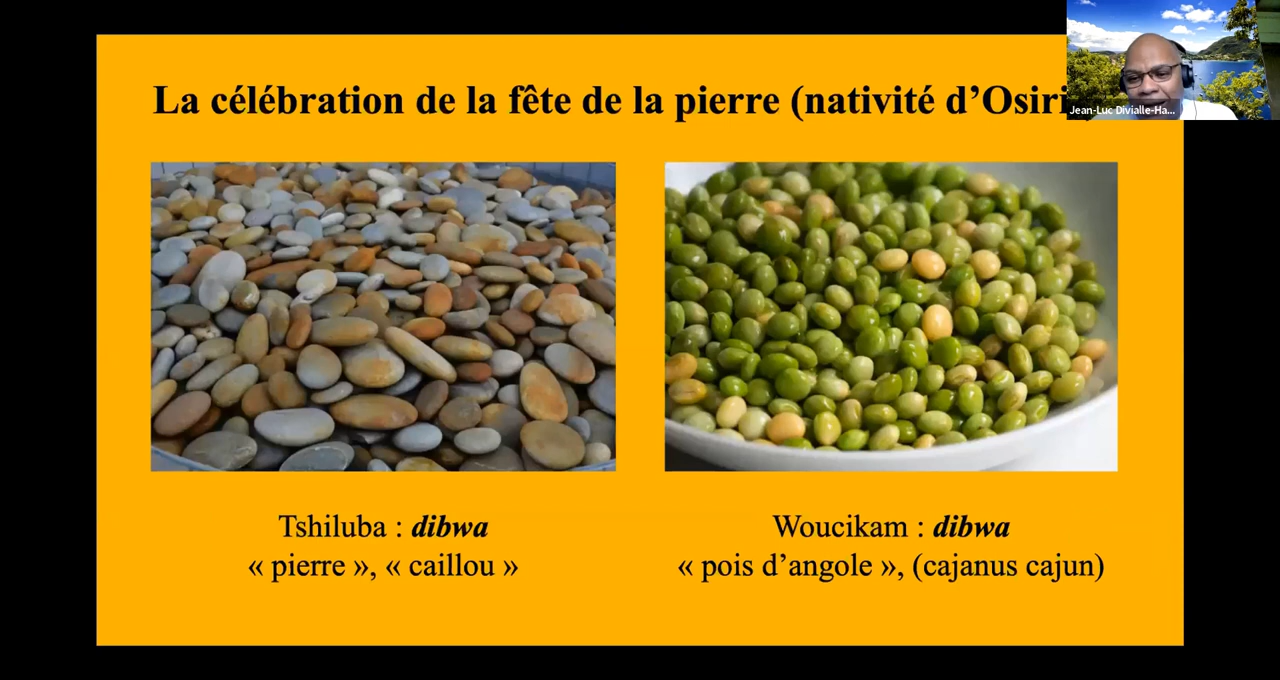 La célébration de la fête de la pierre (nativité d’Osiri
Jean-Luc Divialle-Ha...
Tshiluba : dibwa
« pierre », « caillou »
Woucikam : dibwa
« pois d’angole », (cajanus cajun)